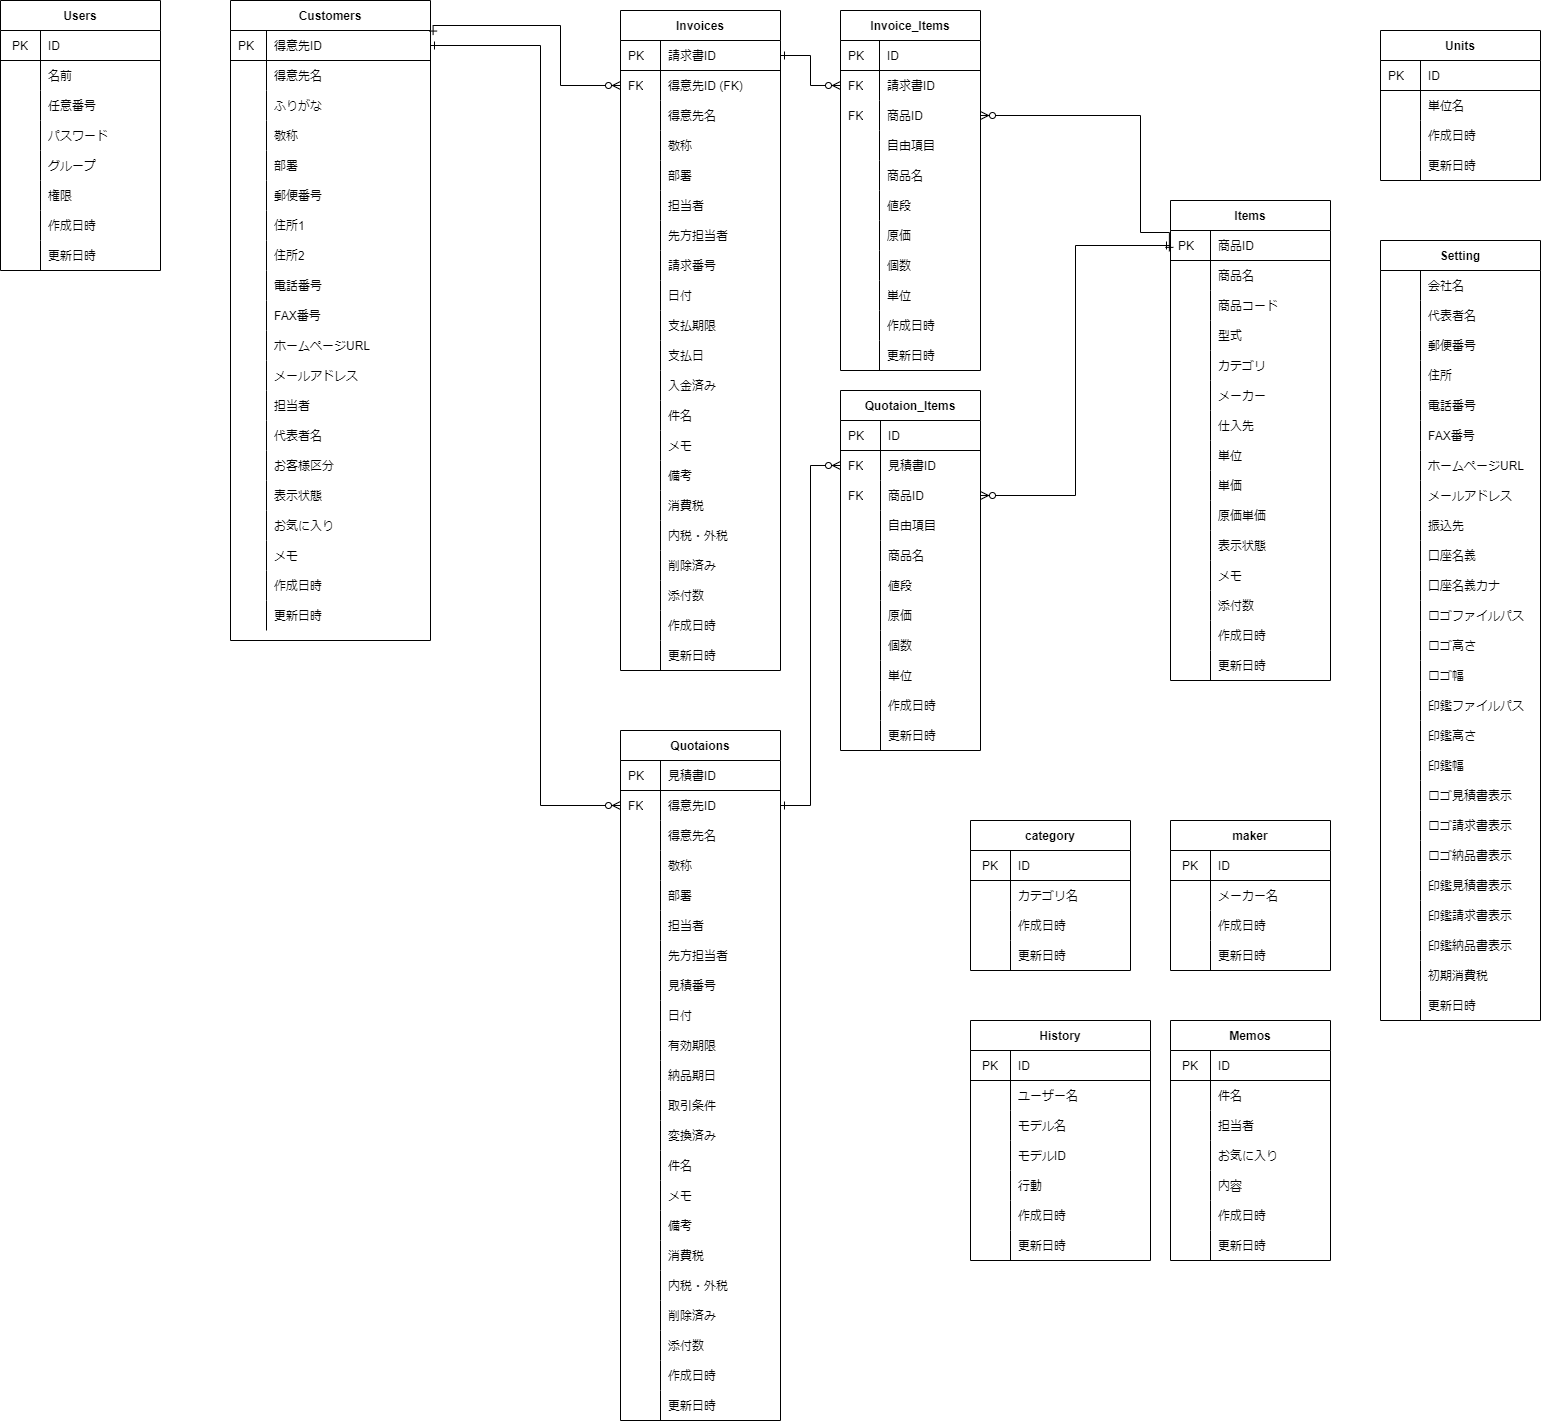 Users
PK ID
名前
任意番号
パスワード
グループ
権限
作成日時
更新日時
Customers
PK 得意先ID
得意先名
ふりがな
敬称
部署
郵便番号
住所1
住所2
電話番号
FAX番号
ホームページURL
メールアドレス
担当者
代表者名
お客様区分
表示状態
お気に入り
メモ
作成日時
更新日時
Invoices
PK 請求書ID
FK 得意先ID (FK)
得意先名
敬称
部署
担当者
先方担当者
請求番号
日付
支払期限
支払日
入金済み
件名
メモ
備考
消費税
内税・外税
削除済み
添付数
作成日時
更新日時
Quotaions
PK 見積書ID
FK 得意先ID
得意先名
敬称
部署
担当者
先方担当者
見積番号
日付
有効期限
納品期日
取引条件
変換済み
件名
メモ
備考
消費税
内税・外税
削除済み
添付数
作成日時
更新日時
Invoice_Items
PK ID
FK 請求書ID
FK 商品ID
自由項目
商品名
値段
原価
個数
単位
作成日時
更新日時
Quotaion_Items
PK ID
FK 見積書ID
FK 商品ID
自由項目
商品名
値段
原価
個数
単位
作成日時
更新日時
Items
PK 商品ID
商品名
商品コード
型式
カテゴリ
メーカー
仕入先
単位
単価
原価単価
表示状態
メモ
添付数
作成日時
更新日時
category
PK ID
カテゴリ名
作成日時
更新日時
maker
PK ID
メーカー名
作成日時
更新日時
History
PK ID
ユーザー名
モデル名
モデルID
行動
作成日時
更新日時
Memos
PK ID
件名
担当者
お気に入り
内容
作成日時
更新日時
Units
PK ID
単位名
作成日時
更新日時
Setting
会社名
代表者名
郵便番号
住所
電話番号
FAX番号
ホームページURL
メールアドレス
振込先
口座名義
口座名義カナ
ロゴファイルパス
ロゴ高さ
ロゴ幅
印鑑ファイルパス
印鑑高さ
印鑑幅
ロゴ見積書表示
ロゴ請求書表示
ロゴ納品書表示
印鑑見積書表示
印鑑請求書表示
印鑑納品書表示
初期消費税
更新日時